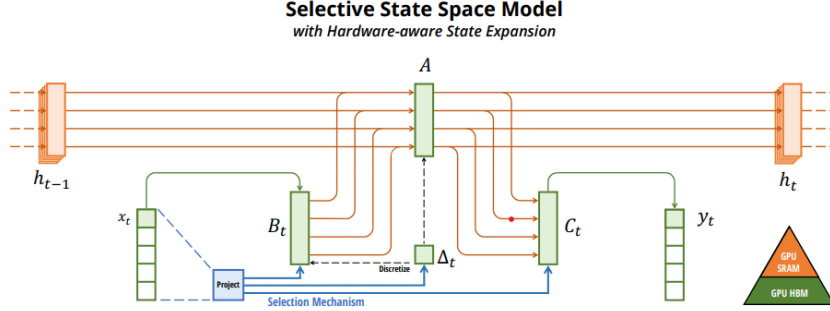 Selective State Space Model
with Hardware-aware State Expansion
A
h_{t-1}
h_t
x_t
B_t
C_t
y_t
Δ_t
Discretize
Project
Selection Mechanism
GPU
SRAM
GPU HBM